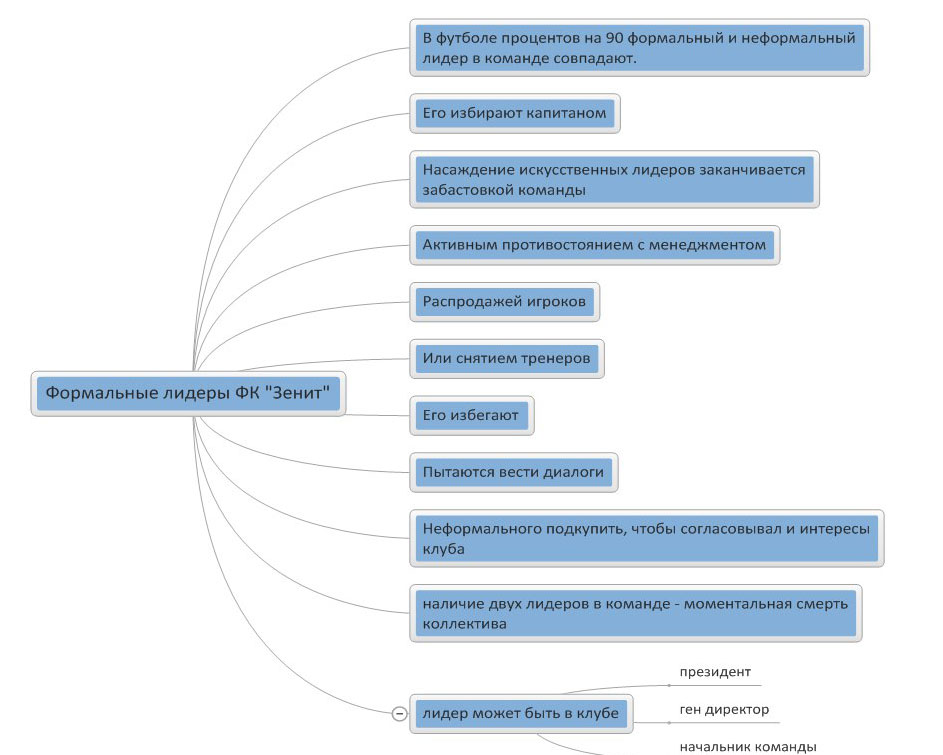 В футболе процентов на 90 формальный и неформальный
лидер в команде совпадают.
Его избирают капитаном
Насаждение искусственных лидеров заканчивается
забастовкой команды
Активным противостоянием с менеджментом
Распродажей игроков
Или снятием тренеров
Формальные лидеры ФК "Зенит"
Его избегают
Пытаются вести диалоги
Неформального подкупить, чтобы согласовывал и интересы
клуба
наличие двух лидеров в команде - моментальная смерть
коллектива
лидер может быть в клубе
президент
ген директор
начальник команды